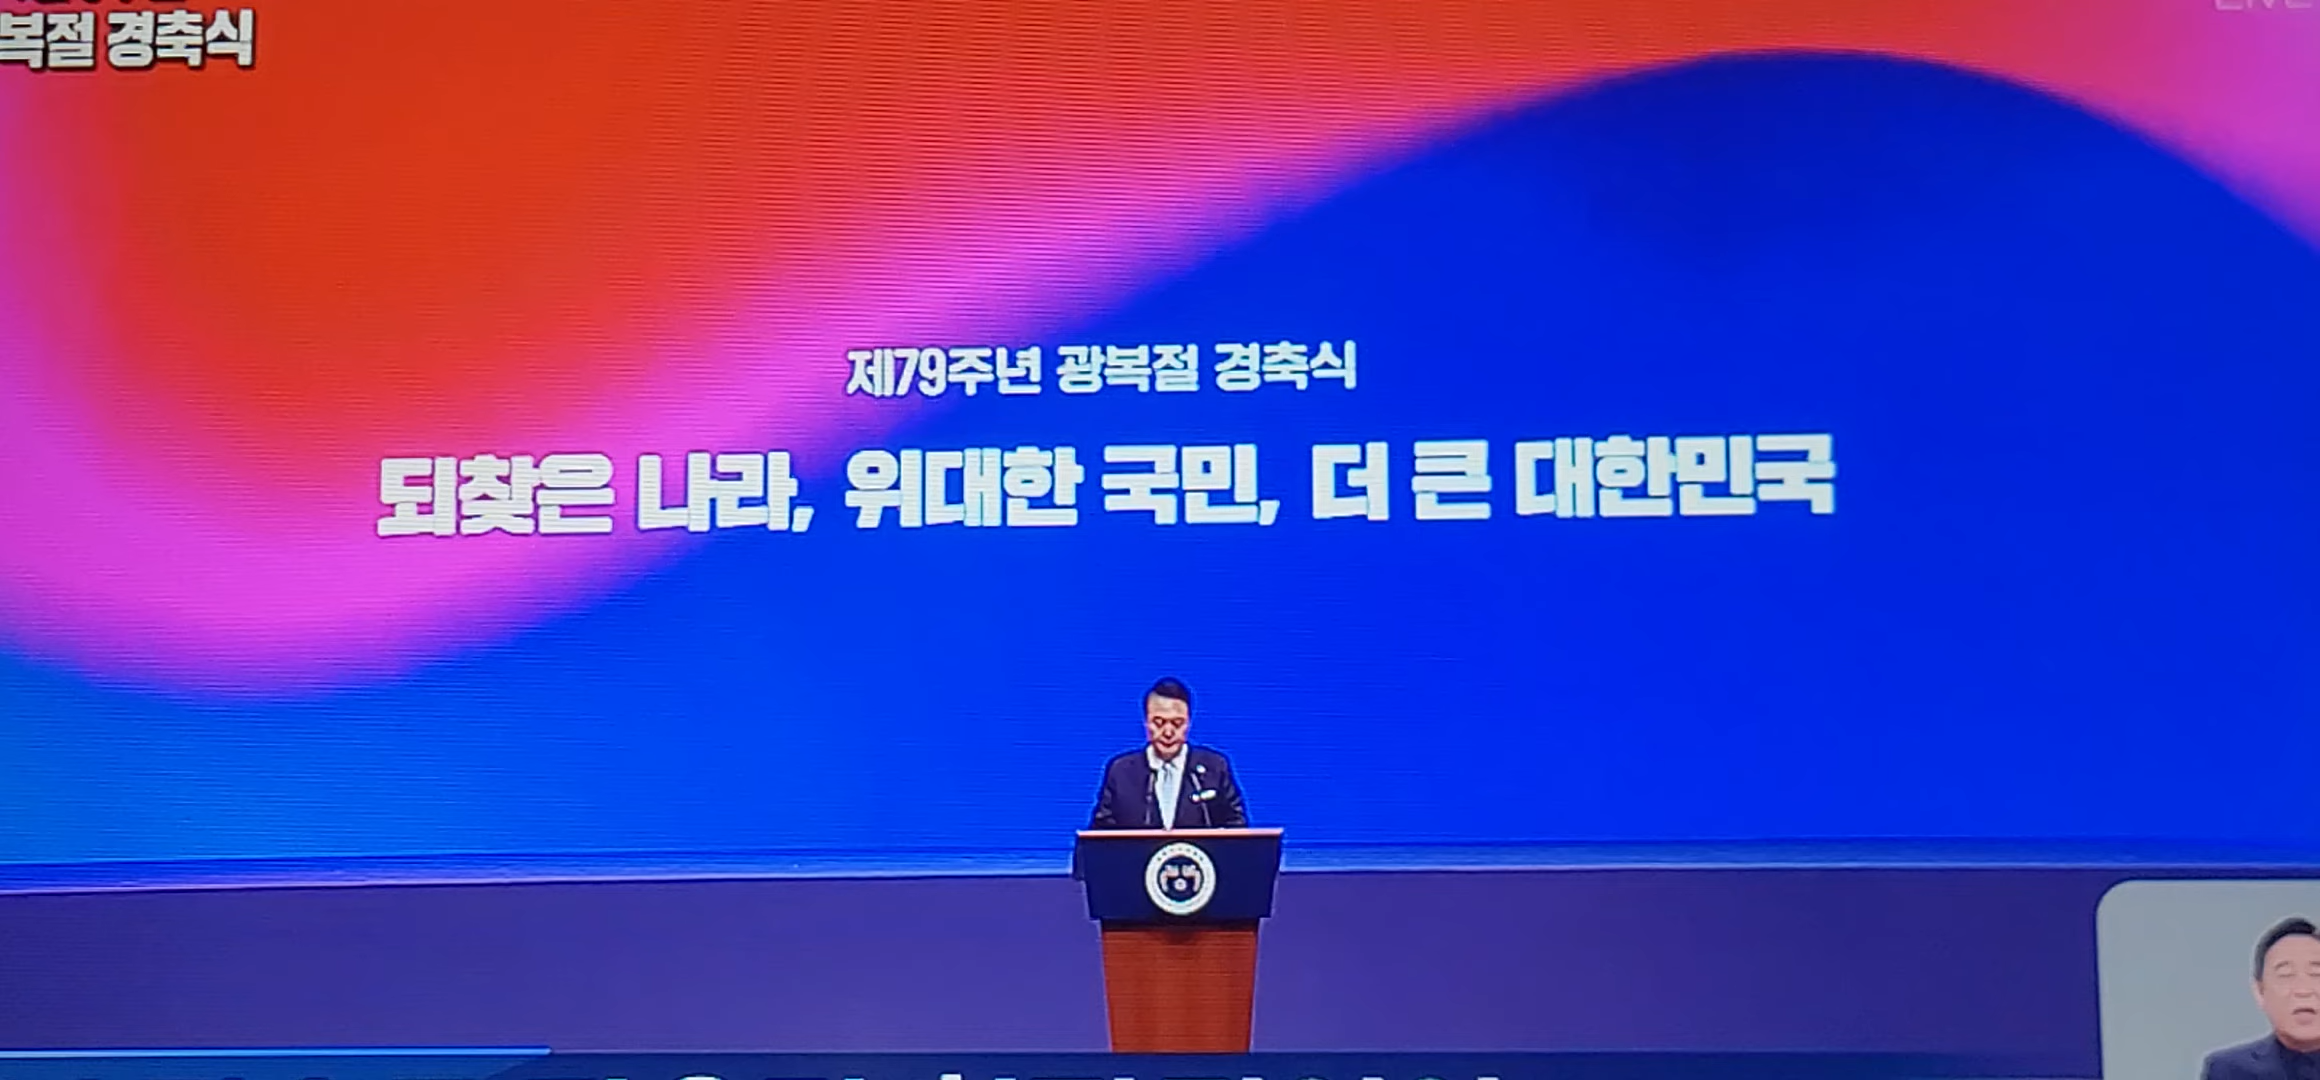 복절 경축식
LIVE
제79주년 광복절 경축식
되찾은 나라, 위대한 국민, 더 큰 대한민국